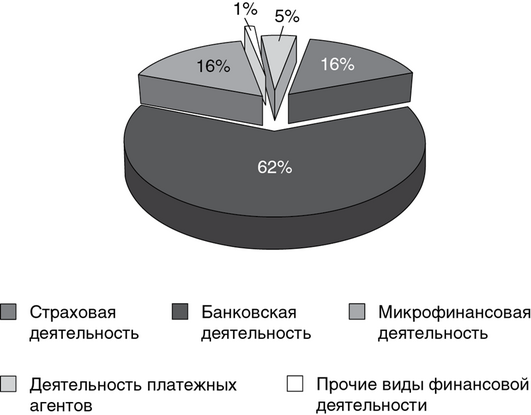 1%
5%
16%
16%
62%
Страховая
деятельность
Банковская
деятельность
Микрофинансовая
деятельность
Деятельность платежных
агентов
Прочие виды финансовой
деятельности